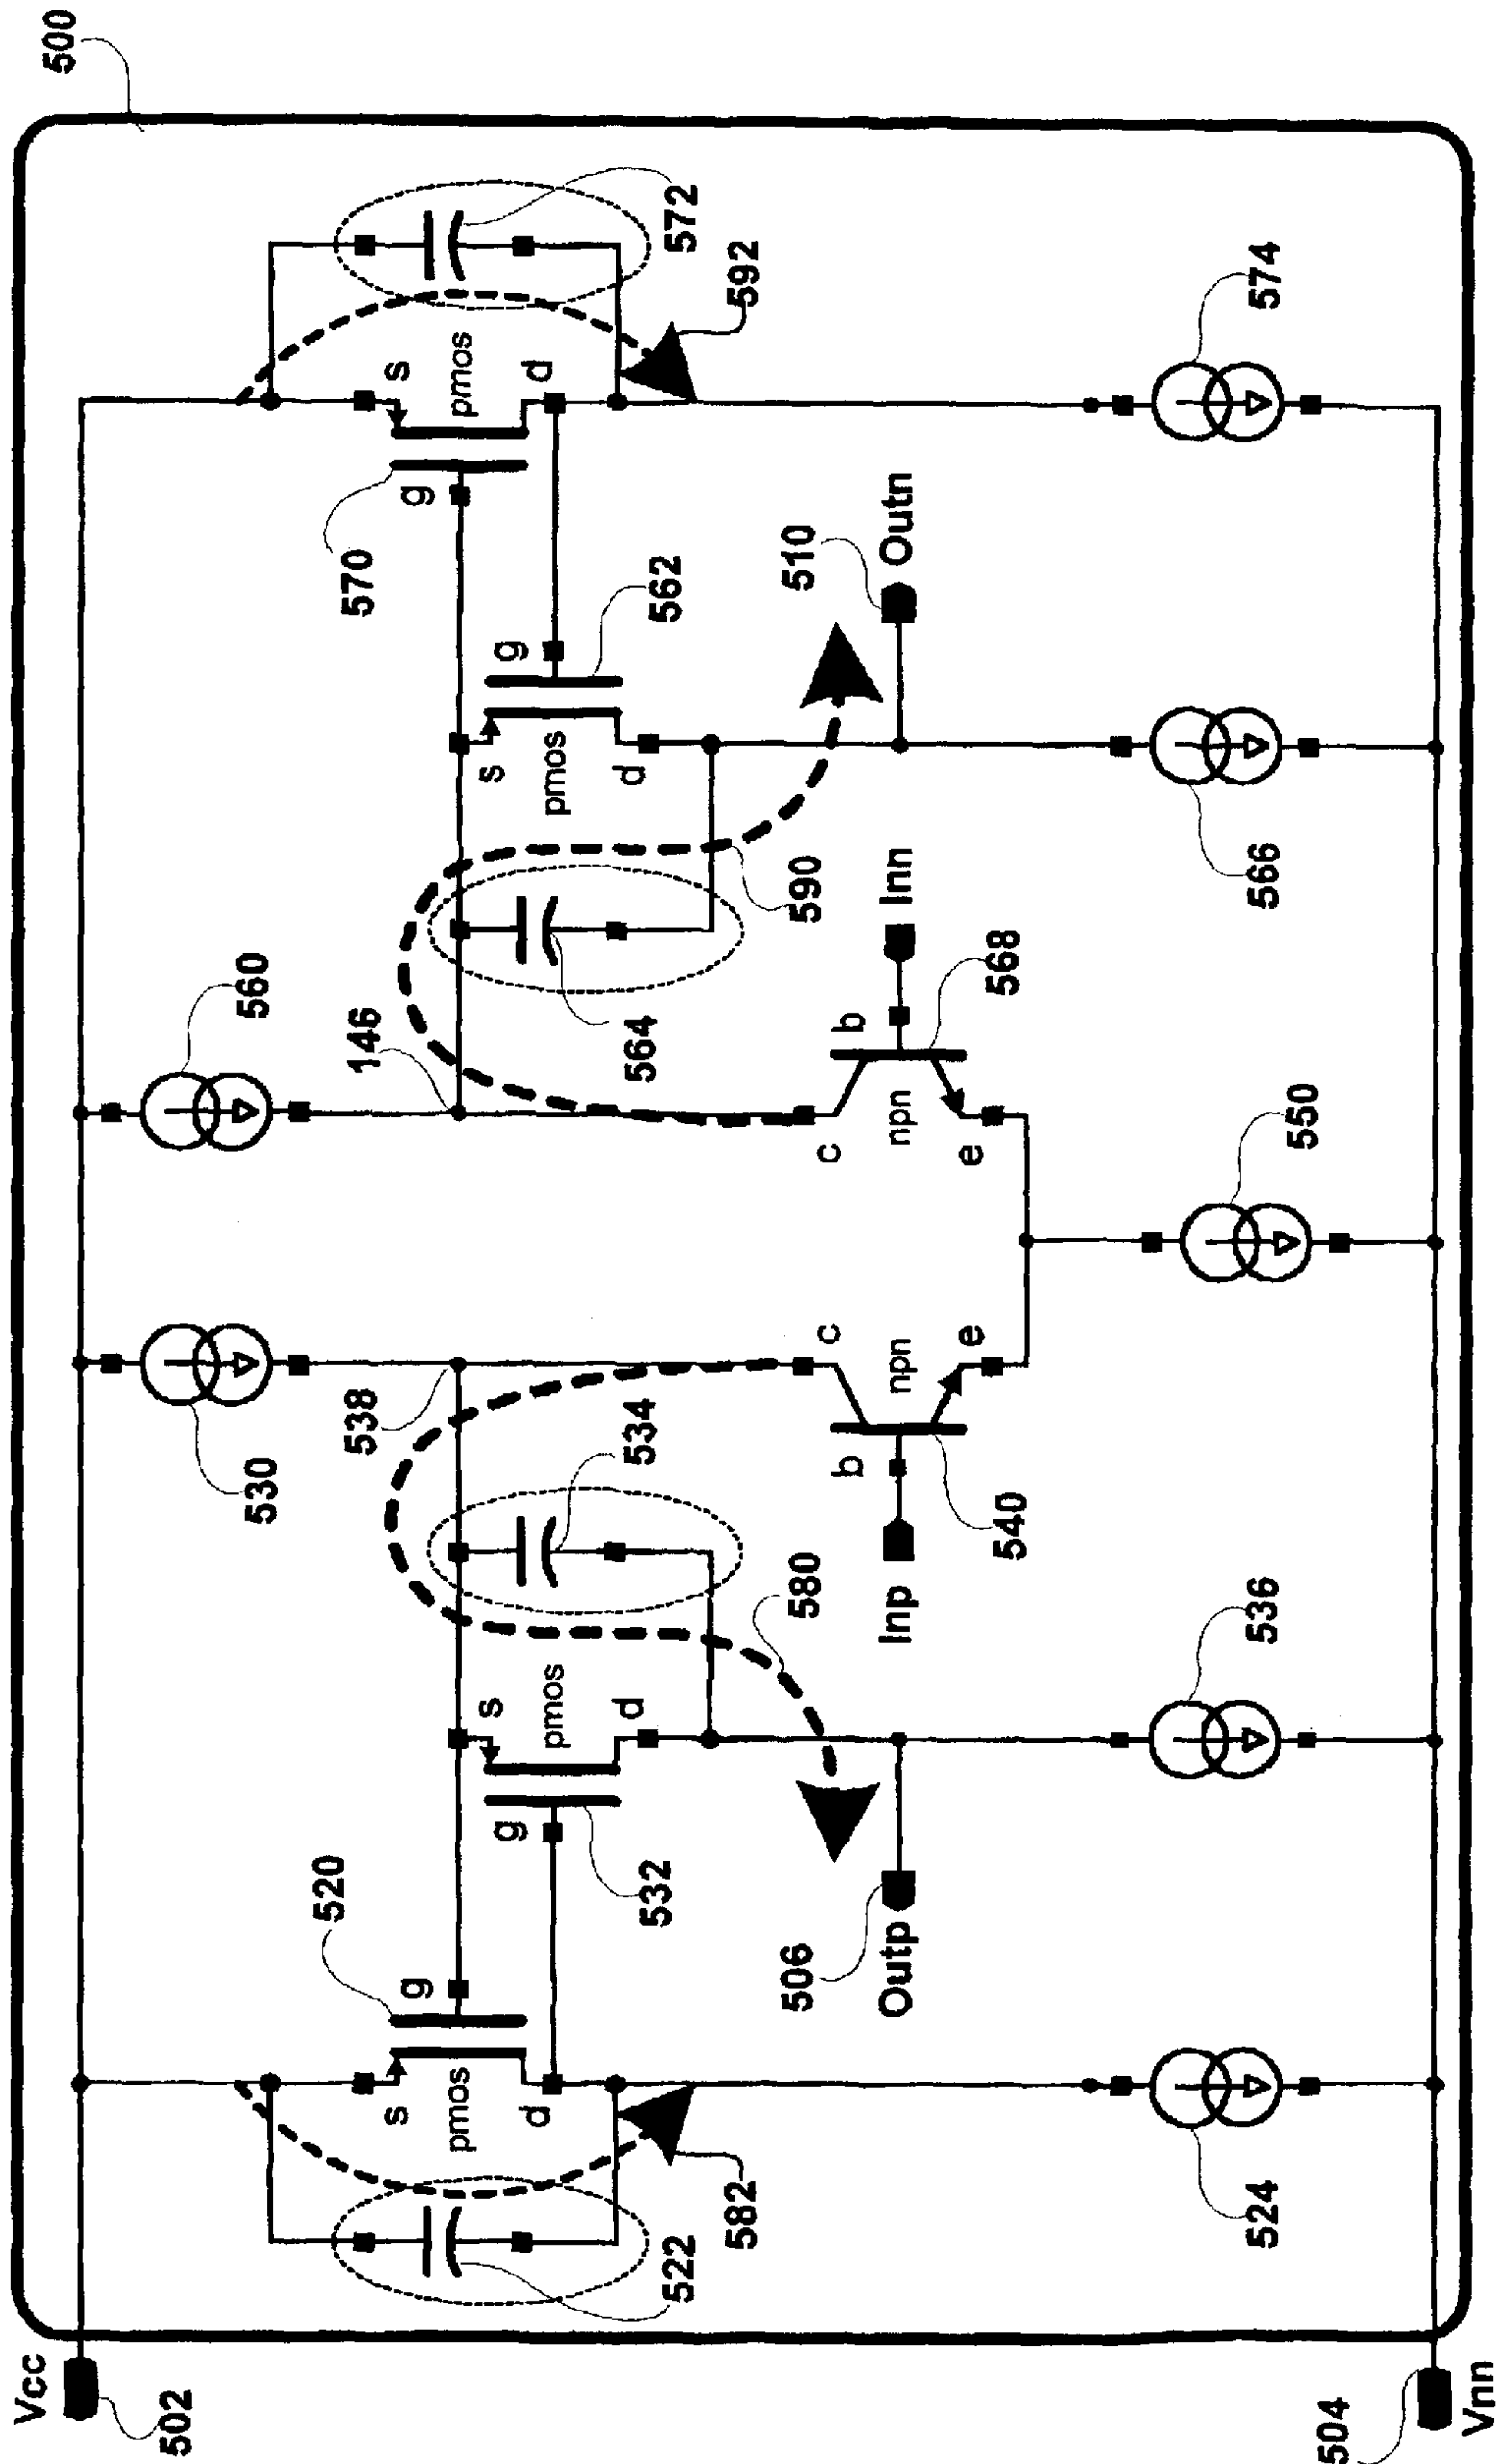 Vcc
500
502
530
560
520
538
146
570
s
g
g
s
pmos
pmos
s
s
g
g
d
d
pmos
pmos
d
d
534
564
532
562
522
572
582
592
506
580
590
510
c
c
b
b
Outp
Inp
npn
npn
Inn
Outn
e
e
540
568
524
536
566
574
550
504
Vnn